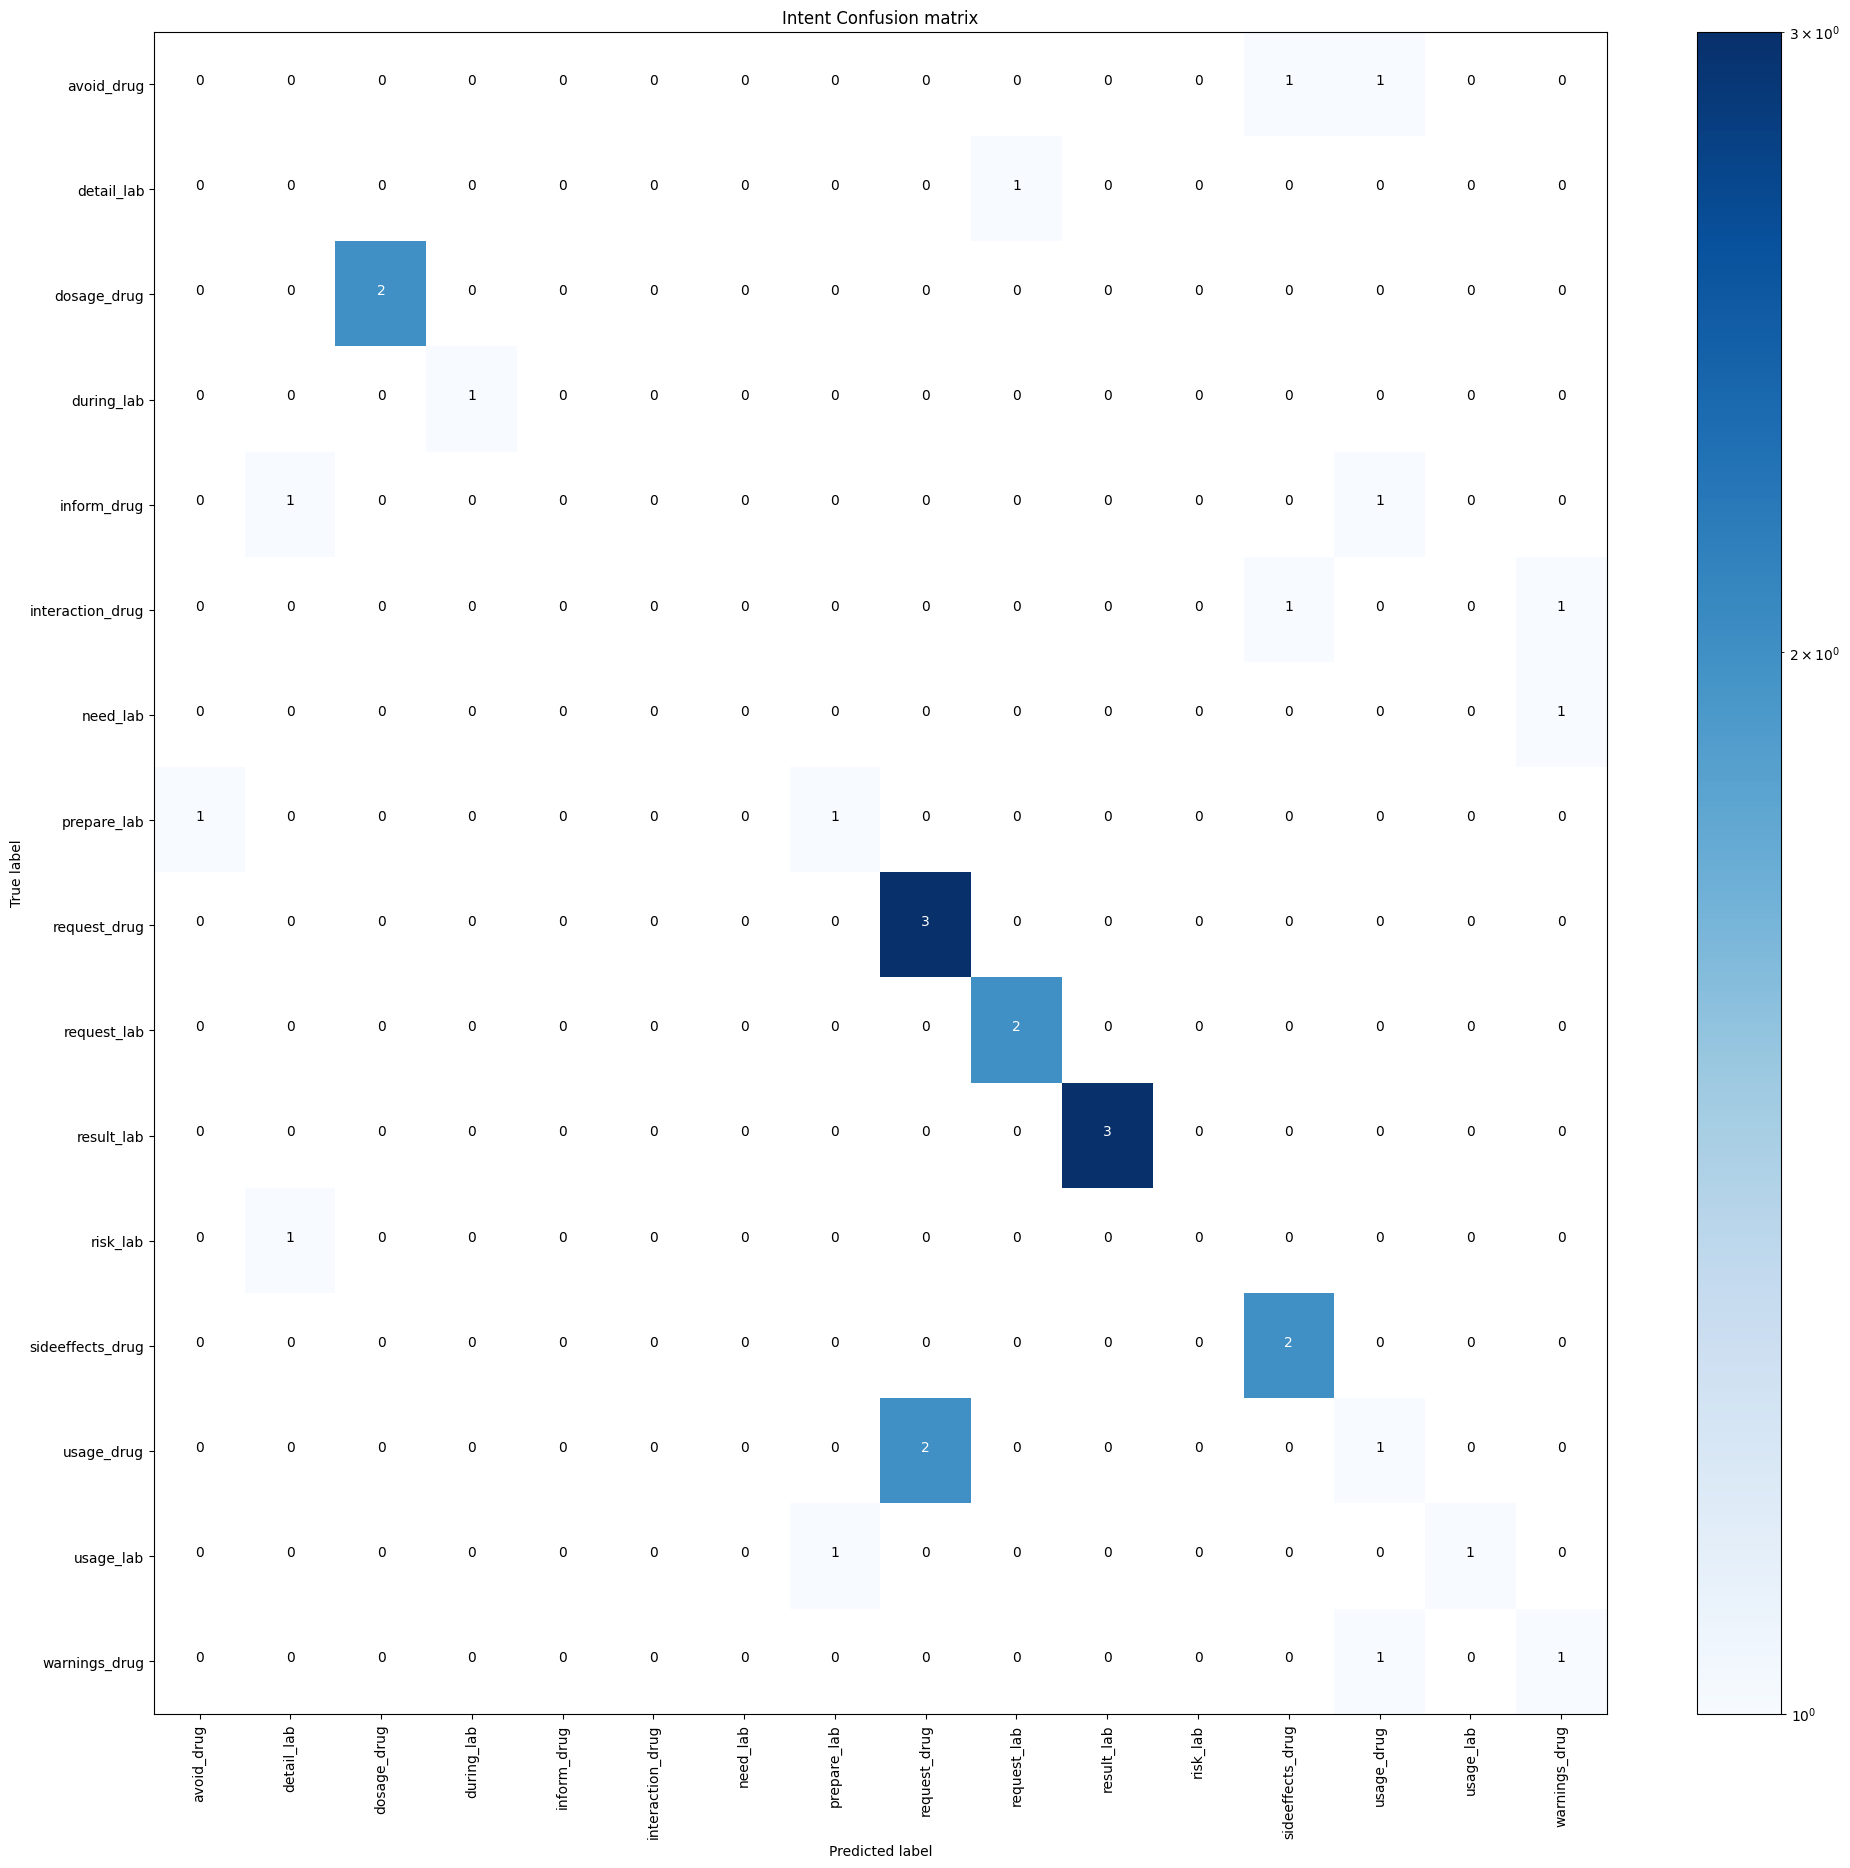 Intent Confusion matrix
avoid_drug 0 0 0 0 0 0 0 0 0 0 0 0 1 1 0 0
detail_lab 0 0 0 0 0 0 0 0 0 1 0 0 0 0 0 0
dosage_drug 0 0 2 0 0 0 0 0 0 0 0 0 0 0 0 0
during_lab 0 0 0 1 0 0 0 0 0 0 0 0 0 0 0 0
inform_drug 0 1 0 0 0 0 0 0 0 0 0 0 0 1 0 0
interaction_drug 0 0 0 0 0 0 0 0 0 0 0 0 1 0 0 1
need_lab 0 0 0 0 0 0 0 0 0 0 0 0 0 0 0 1
prepare_lab 1 0 0 0 0 0 0 1 0 0 0 0 0 0 0 0
request_drug 0 0 0 0 0 0 0 0 3 0 0 0 0 0 0 0
request_lab 0 0 0 0 0 0 0 0 0 2 0 0 0 0 0 0
result_lab 0 0 0 0 0 0 0 0 0 0 3 0 0 0 0 0
risk_lab 0 1 0 0 0 0 0 0 0 0 0 0 0 0 0 0
sideeffects_drug 0 0 0 0 0 0 0 0 0 0 0 0 2 0 0 0
usage_drug 0 0 0 0 0 0 0 0 2 0 0 0 0 1 0 0
usage_lab 0 0 0 0 0 0 0 1 0 0 0 0 0 0 1 0
warnings_drug 0 0 0 0 0 0 0 0 0 0 0 0 0 1 0 1
True label
avoid_drug detail_lab dosage_drug during_lab inform_drug interaction_drug need_lab prepare_lab request_drug request_lab result_lab risk_lab sideeffects_drug usage_drug usage_lab warnings_drug
Predicted label
3 × 10⁰
2 × 10⁰
10⁰